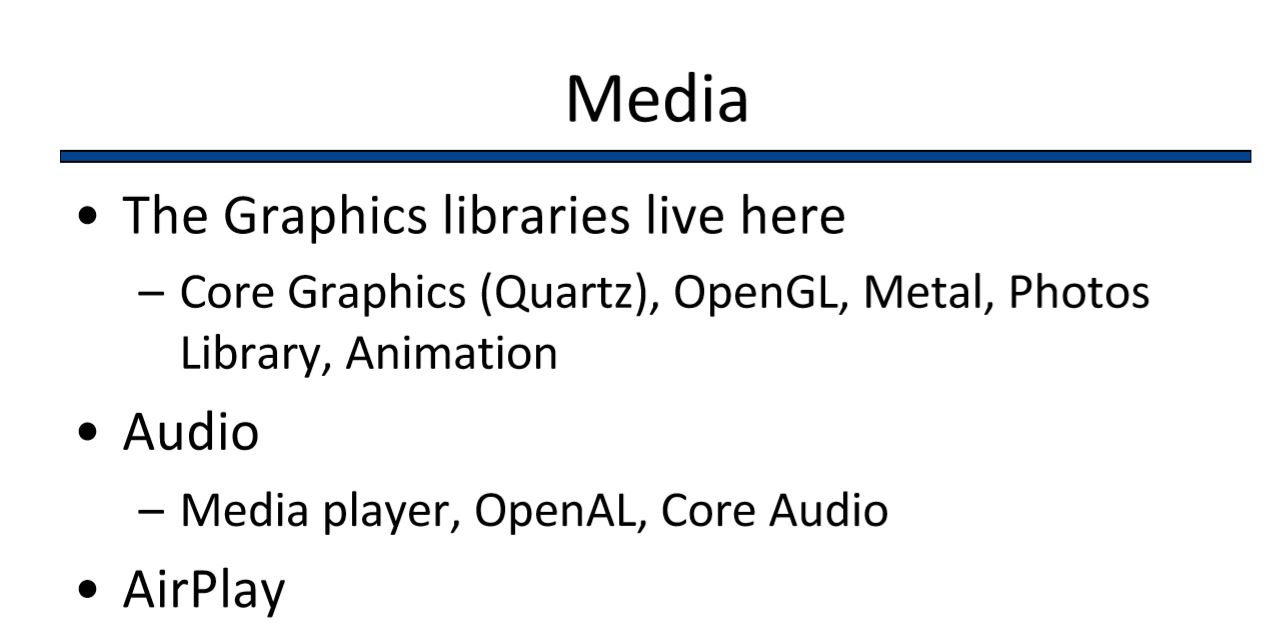 Media
• The Graphics libraries live here
– Core Graphics (Quartz), OpenGL, Metal, Photos
Library, Animation
• Audio
– Media player, OpenAL, Core Audio
• AirPlay